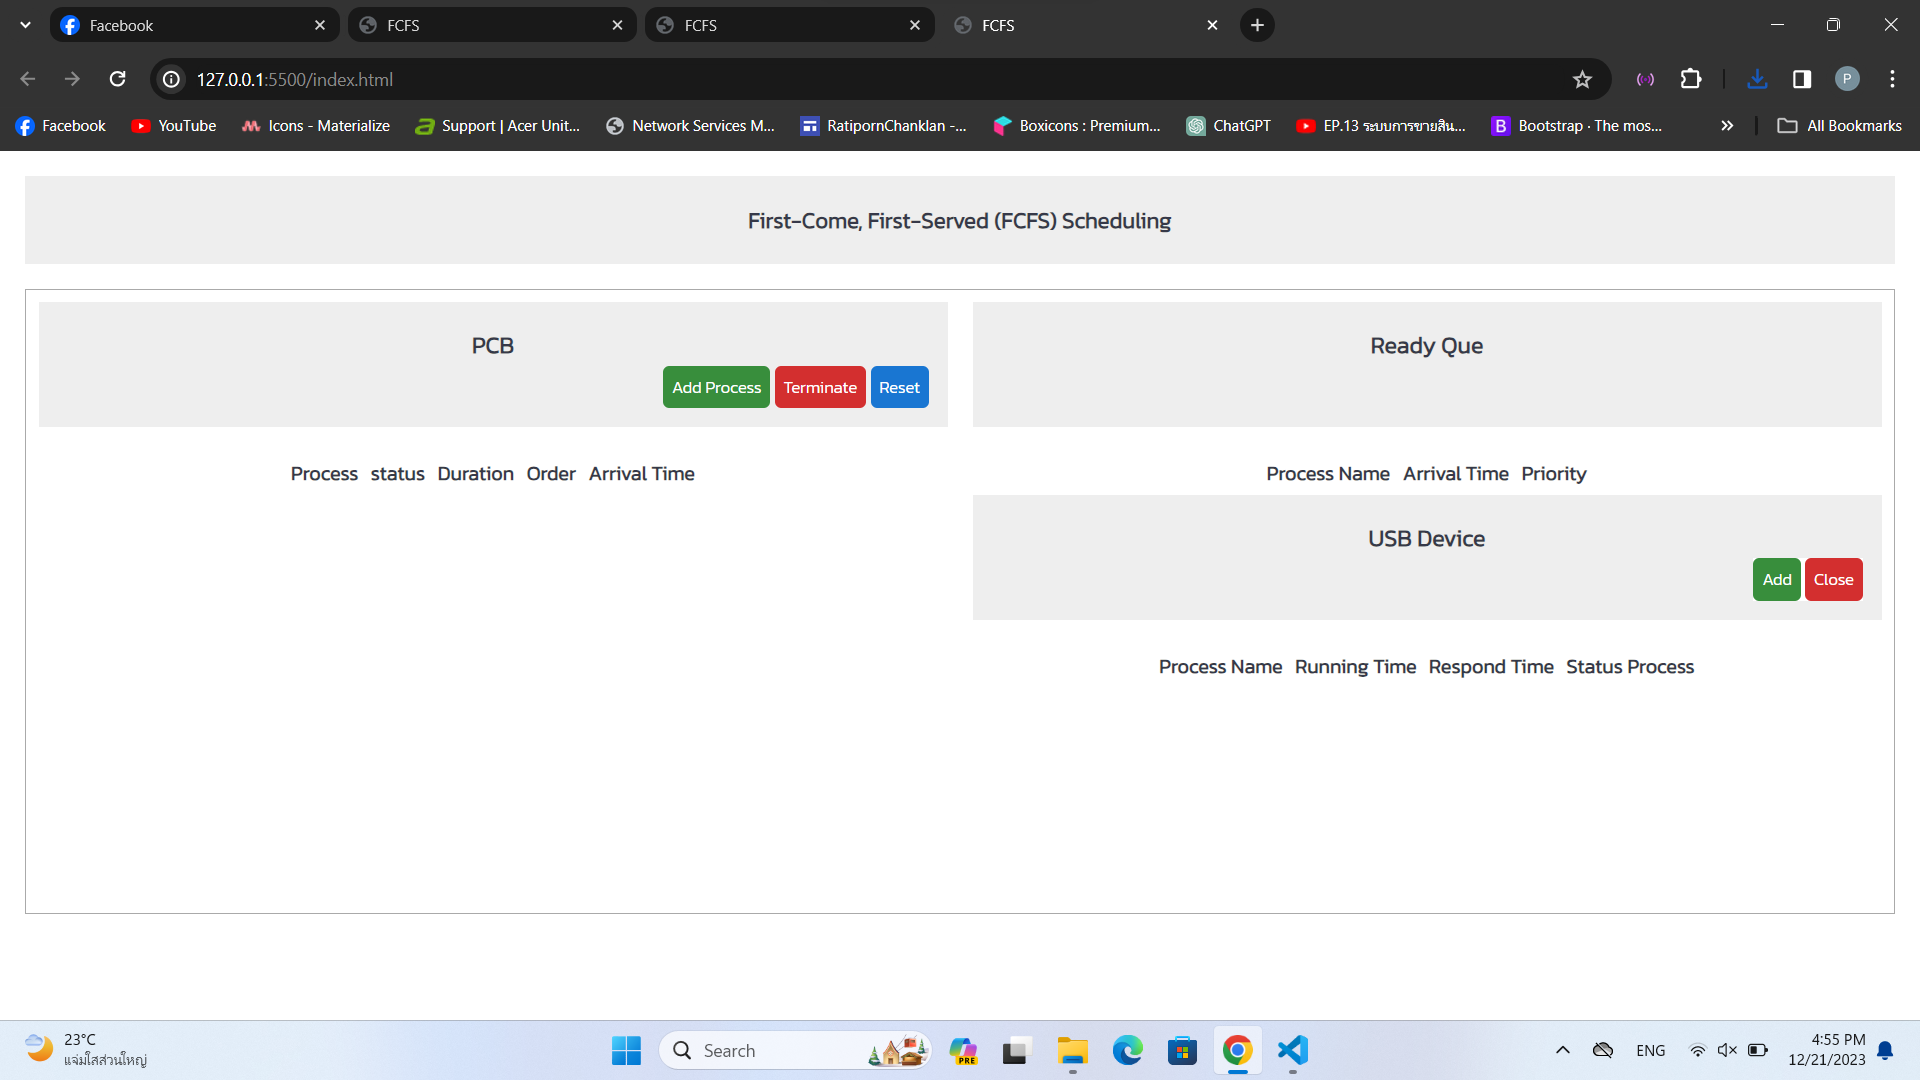 Facebook
FCFS
FCFS
FCFS
127.0.0.1:5500/index.html
P
Facebook
YouTube
Icons - Materialize
Support | Acer Unit...
Network Services M...
RatipornChanklan -...
Boxicons : Premium...
ChatGPT
EP.13 ระบบการขายสิน...
Bootstrap · The mos...
All Bookmarks
First-Come, First-Served (FCFS) Scheduling
PCB
Add Process
Terminate
Reset
Process status Duration Order Arrival Time
Ready Que
Process Name Arrival Time Priority
USB Device
Add
Close
Process Name Running Time Respond Time Status Process
23°C
แจ่มใสส่วนใหญ่
Search
PRE
ENG
4:55 PM
12/21/2023